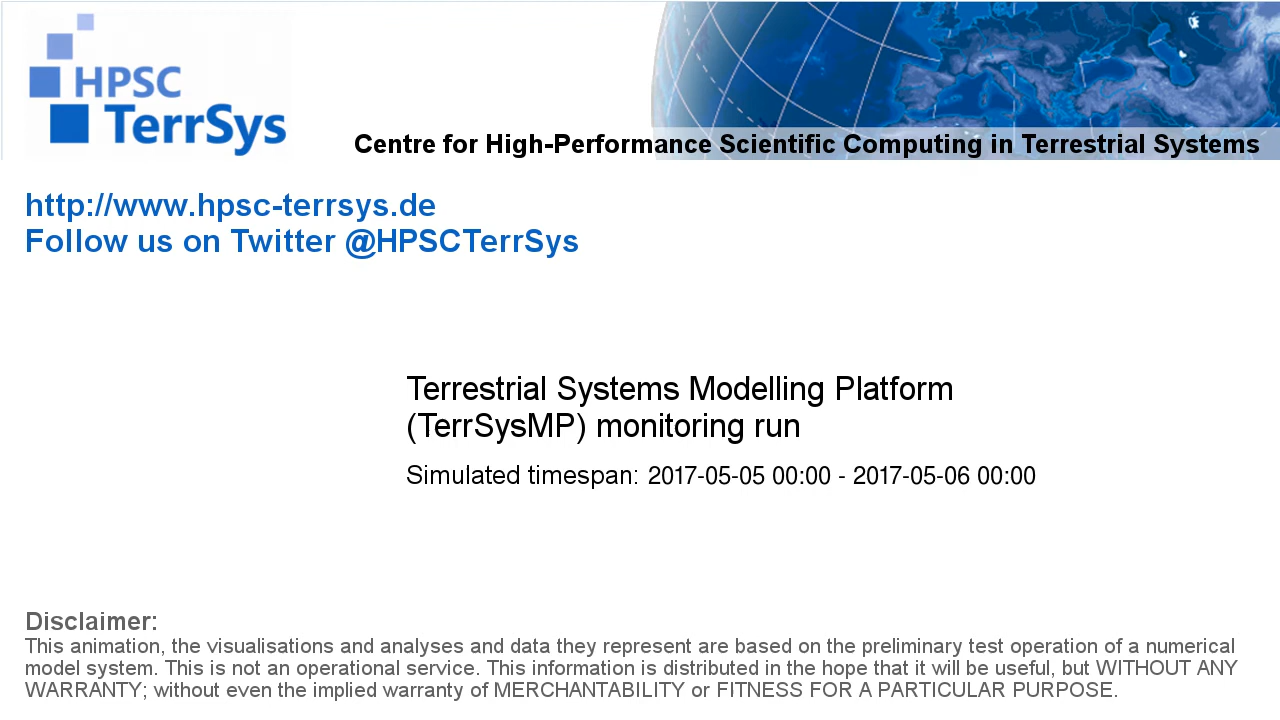 HPSC
TerrSys
Centre for High-Performance Scientific Computing in Terrestrial Systems
http://www.hpsc-terrsys.de
Follow us on Twitter @HPSCTerrSys
Terrestrial Systems Modelling Platform
(TerrSysMP) monitoring run
Simulated timespan: 2017-05-05 00:00 - 2017-05-06 00:00
Disclaimer:
This animation, the visualisations and analyses and data they represent are based on the preliminary test operation of a numerical
model system. This is not an operational service. This information is distributed in the hope that it will be useful, but WITHOUT ANY
WARRANTY; without even the implied warranty of MERCHANTABILITY or FITNESS FOR A PARTICULAR PURPOSE.